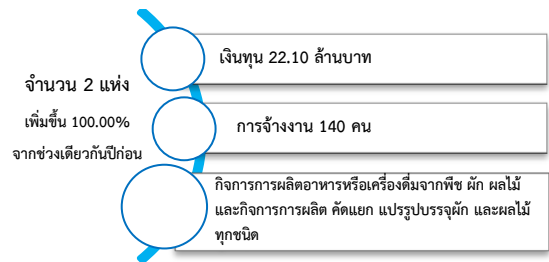 จำนวน 2 แห่ง
เพิ่มขึ้น 100.00%
จากช่วงเดียวกันปีก่อน
เงินทุน 22.10 ล้านบาท
การจ้างงาน 140 คน
กิจการการผลิตอาหารหรือเครื่องดื่มจากพืช ผัก ผลไม้
และกิจการการผลิต คัดแยก แปรรูปบรรจุผัก และผลไม้
ทุกชนิด